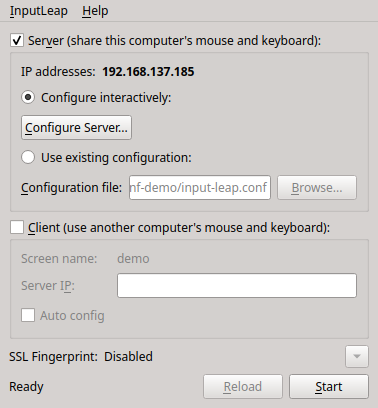 InputLeap Help
Server (share this computer's mouse and keyboard):
IP addresses: 192.168.137.185
Configure interactively:
Configure Server...
Use existing configuration:
Configuration file: nf-demo/input-leap.conf Browse...
Client (use another computer's mouse and keyboard):
Screen name: demo
Server IP:
Auto config
SSL Fingerprint: Disabled
Ready Reload Start